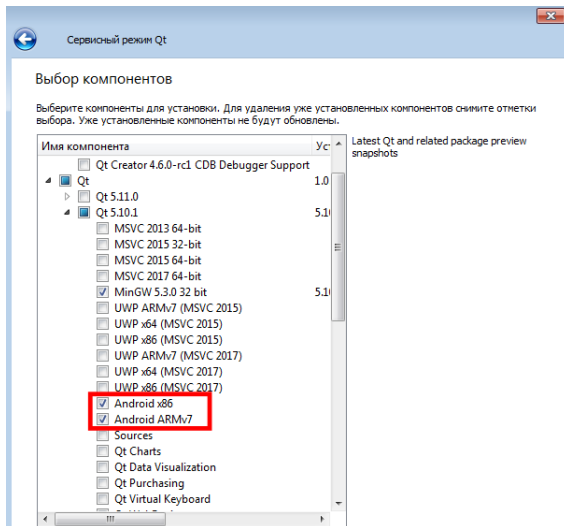 Сервисный режим Qt
Выбор компонентов
Выберите компоненты для установки. Для удаления уже установленных компонентов снимите отметки
выбора. Уже установленные компоненты не будут обновлены.
Имя компонента Ус
Latest Qt and related package preview
snapshots
Qt Creator 4.6.0-rc1 CDB Debugger Support
Qt 1.0
Qt 5.11.0
Qt 5.10.1 5.1
MSVC 2013 64-bit
MSVC 2015 32-bit
MSVC 2015 64-bit
MSVC 2017 64-bit
MinGW 5.3.0 32 bit 5.1
UWP ARMv7 (MSVC 2015)
UWP x64 (MSVC 2015)
UWP x86 (MSVC 2015)
UWP ARMv7 (MSVC 2017)
UWP x64 (MSVC 2017)
UWP x86 (MSVC 2017)
Android x86
Android ARMv7
Sources
Qt Charts
Qt Data Visualization
Qt Purchasing
Qt Virtual Keyboard